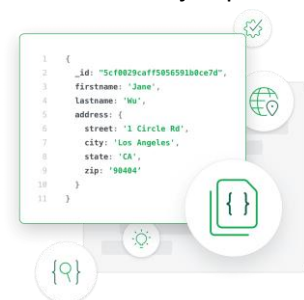 1 {
2 _id: "5cf0029caff5056591b0ce7d",
3 firstname: 'Jane',
4 lastname: 'Wu',
5 address: {
6 street: '1 Circle Rd',
7 city: 'Los Angeles',
8 state: 'CA',
9 zip: '90404'
10 }
11 }
{ }